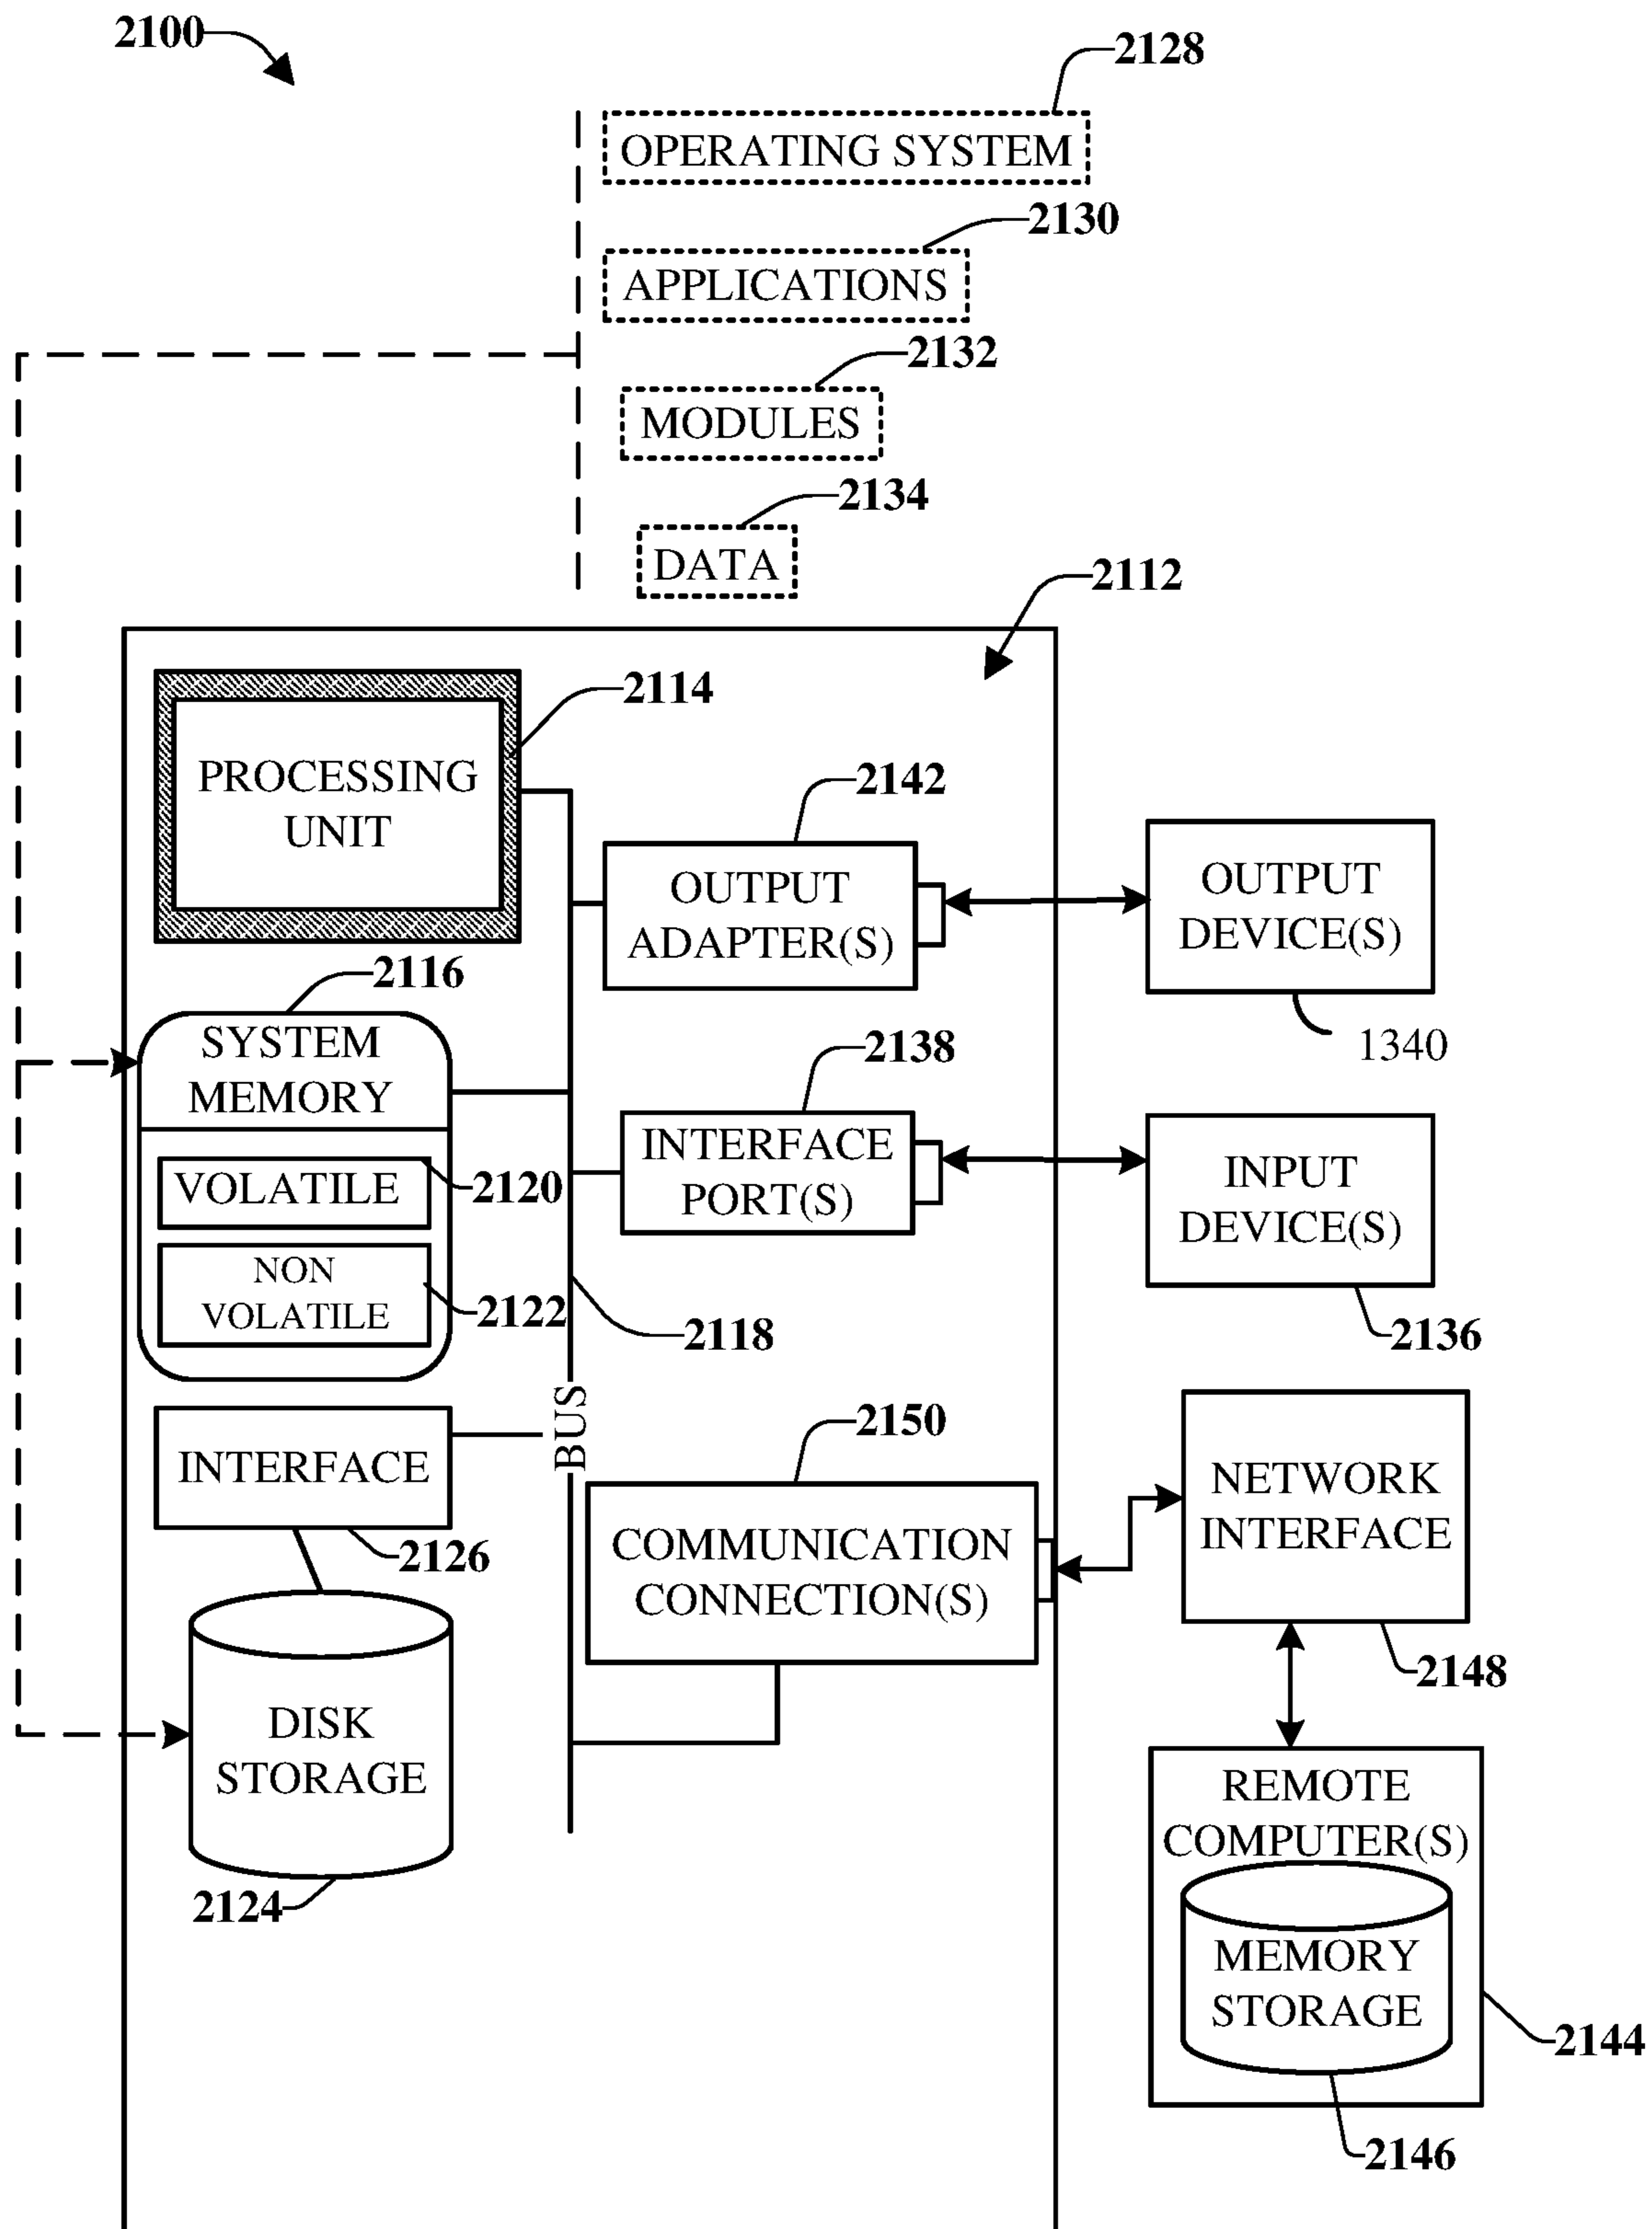 2100
2128
OPERATING SYSTEM
2130
APPLICATIONS
2132
MODULES
2134
DATA
2112
2114
PROCESSING
UNIT
2142
OUTPUT
ADAPTER(S)
OUTPUT
DEVICE(S)
1340
2116
SYSTEM
MEMORY
VOLATILE
2120
NON
VOLATILE
2122
2138
INTERFACE
PORT(S)
INPUT
DEVICE(S)
2136
2118
BUS
INTERFACE
2126
2150
COMMUNICATION
CONNECTION(S)
NETWORK
INTERFACE
2148
DISK
STORAGE
2124
REMOTE
COMPUTER(S)
MEMORY
STORAGE
2144
2146